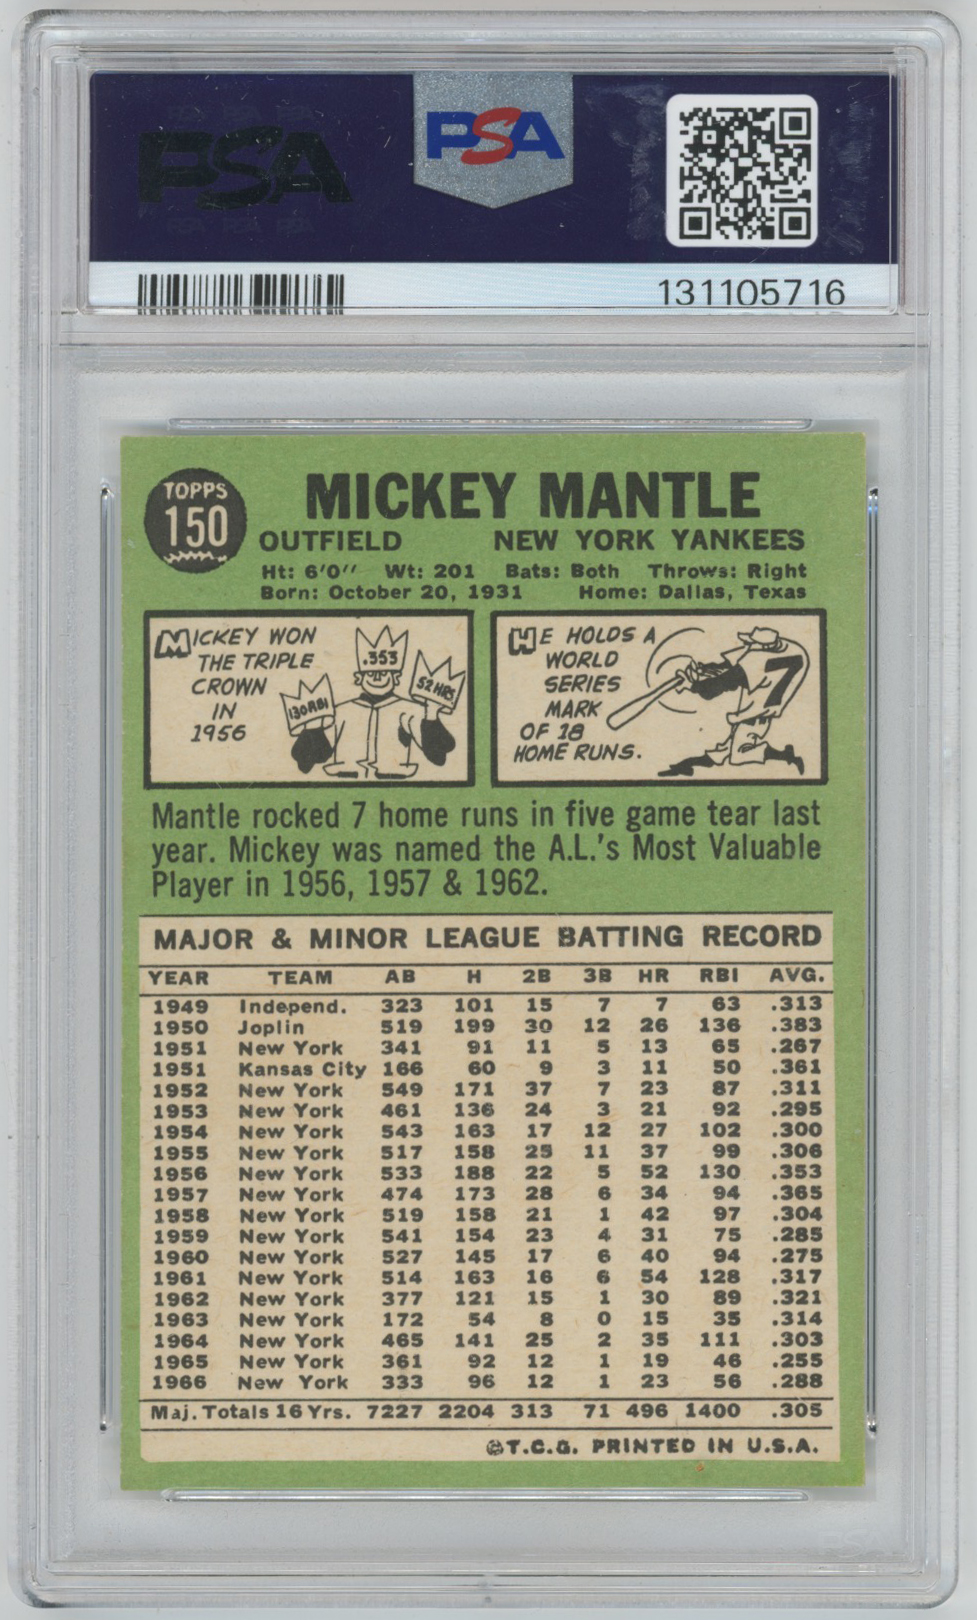 PSA
PSA
131105716
TOPPS
150
MICKEY MANTLE
OUTFIELD NEW YORK YANKEES
Ht: 6'0" Wt: 201 Bats: Both Throws: Right
Born: October 20, 1931 Home: Dallas, Texas
MICKEY WON
THE TRIPLE
CROWN
IN
1956
.353
130 RBI
52 HRS.
HE HOLDS A
WORLD
SERIES
MARK
OF 18
HOME RUNS.
7
Mantle rocked 7 home runs in five game tear last
year. Mickey was named the A.L.'s Most Valuable
Player in 1956, 1957 & 1962.
MAJOR & MINOR LEAGUE BATTING RECORD
YEAR TEAM AB H 2B 3B HR RBI AVG.
1949 Independ. 323 101 15 7 7 63 .313
1950 Joplin 519 199 30 12 26 136 .383
1951 New York 341 91 11 5 13 65 .267
1951 Kansas City 166 60 9 3 11 50 .361
1952 New York 549 171 37 7 23 87 .311
1953 New York 461 136 24 3 21 92 .295
1954 New York 543 163 17 12 27 102 .300
1955 New York 517 158 25 11 37 99 .306
1956 New York 533 188 22 5 52 130 .353
1957 New York 474 173 28 6 34 94 .365
1958 New York 519 158 21 1 42 97 .304
1959 New York 541 154 23 4 31 75 .285
1960 New York 527 145 17 6 40 94 .275
1961 New York 514 163 16 6 54 128 .317
1962 New York 377 121 15 1 30 89 .321
1963 New York 172 54 8 0 15 35 .314
1964 New York 465 141 25 2 35 111 .303
1965 New York 361 92 12 1 19 46 .255
1966 New York 333 96 12 1 23 56 .288
Maj. Totals 16 Yrs. 7227 2204 313 71 496 1400 .305
©T.C.G. PRINTED IN U.S.A.